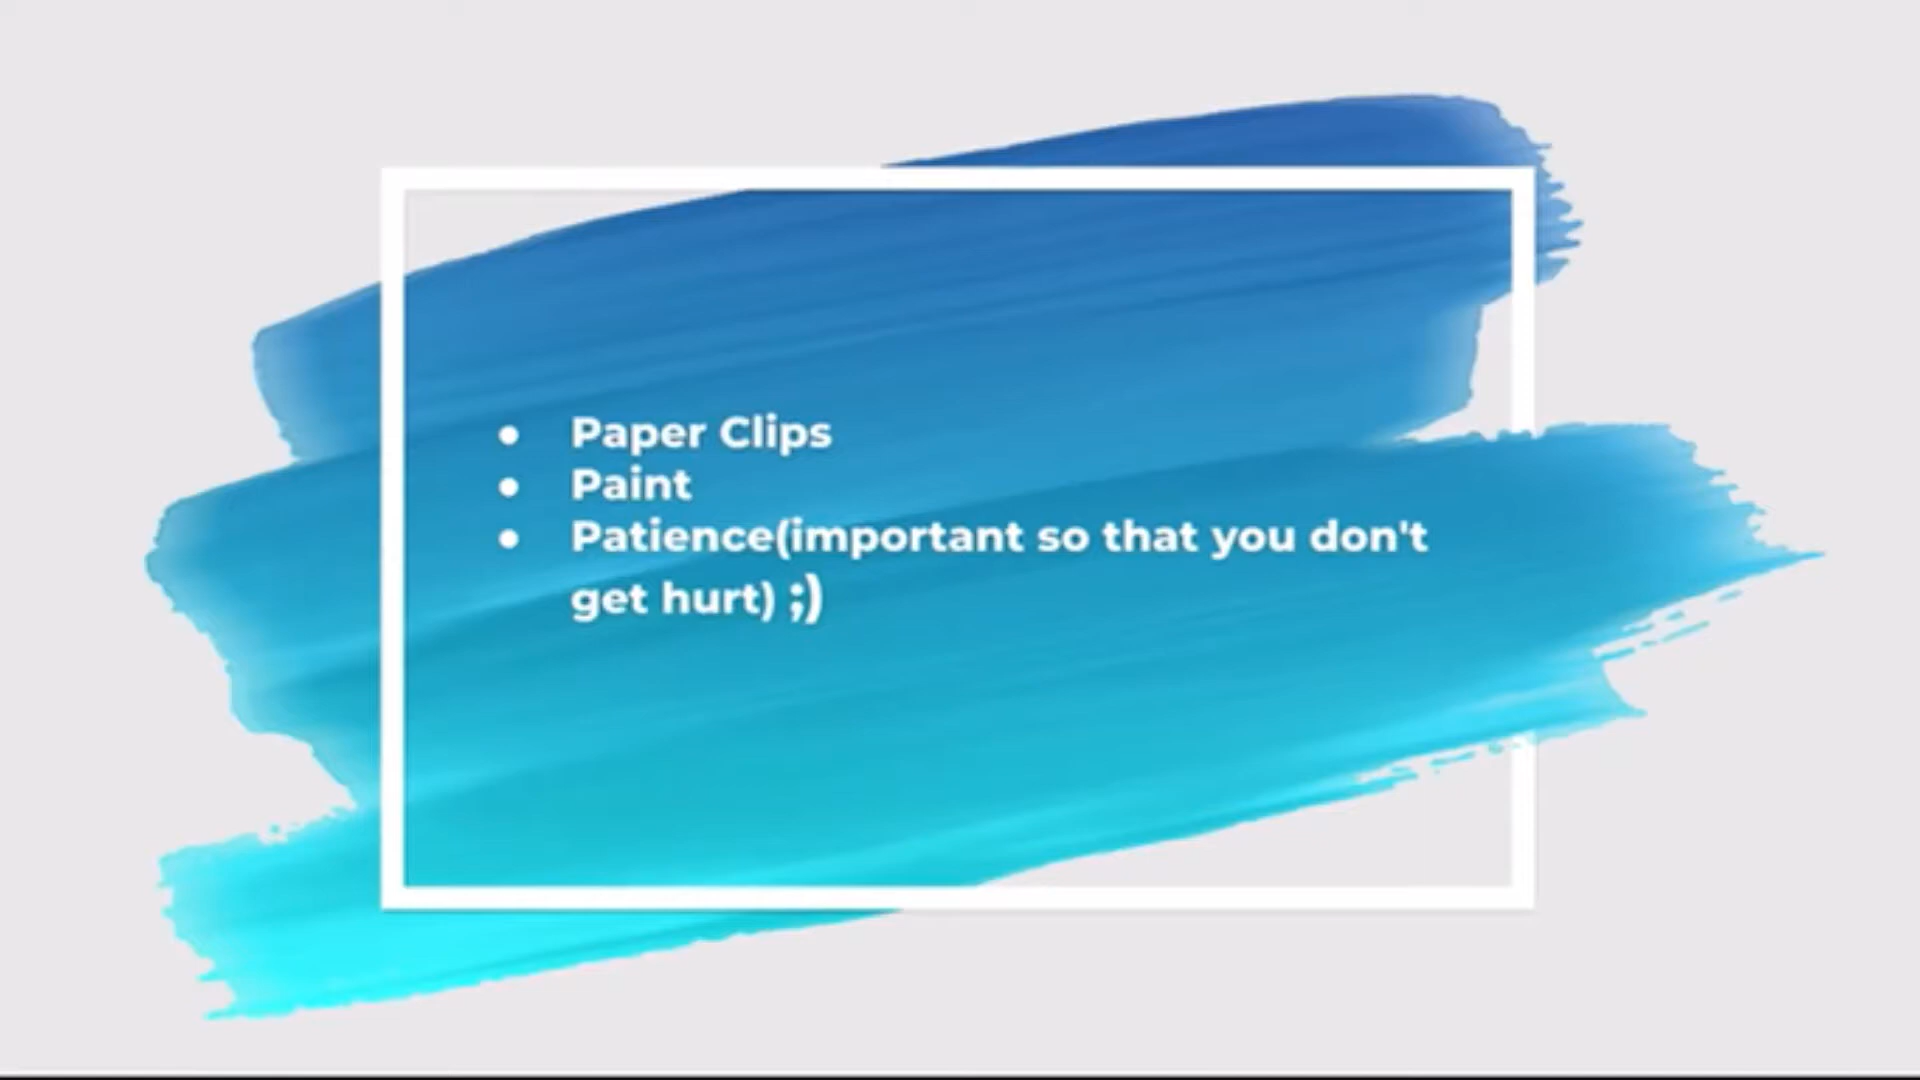 • Paper Clips
• Paint
• Patience(important so that you don't
get hurt) ;)